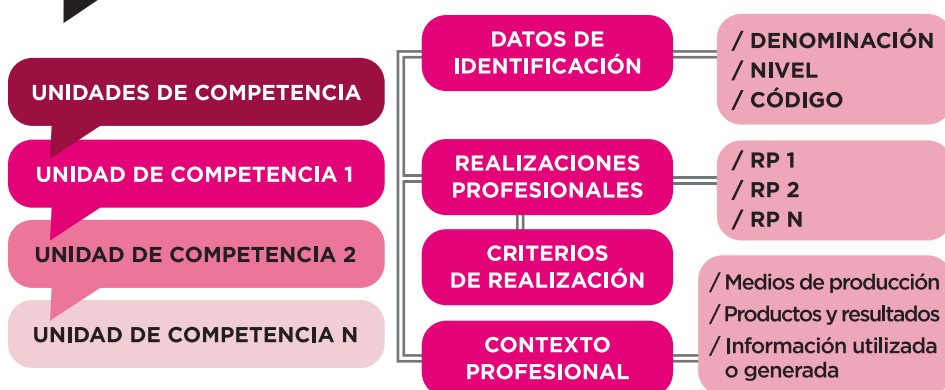 UNIDADES DE COMPETENCIA
UNIDAD DE COMPETENCIA 1
UNIDAD DE COMPETENCIA 2
UNIDAD DE COMPETENCIA N
DATOS DE
IDENTIFICACIÓN
/ DENOMINACIÓN
/ NIVEL
/ CÓDIGO
REALIZACIONES
PROFESIONALES
/ RP 1
/ RP 2
/ RP N
CRITERIOS
DE REALIZACIÓN
CONTEXTO
PROFESIONAL
/ Medios de producción
/ Productos y resultados
/ Información utilizada
o generada